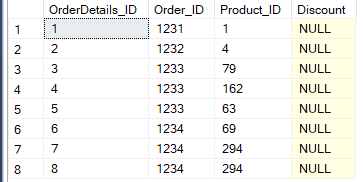 OrderDetails_ID Order_ID Product_ID Discount
1 1 1231 1 NULL
2 2 1232 4 NULL
3 3 1233 79 NULL
4 4 1233 162 NULL
5 5 1233 63 NULL
6 6 1234 69 NULL
7 7 1234 294 NULL
8 8 1234 294 NULL